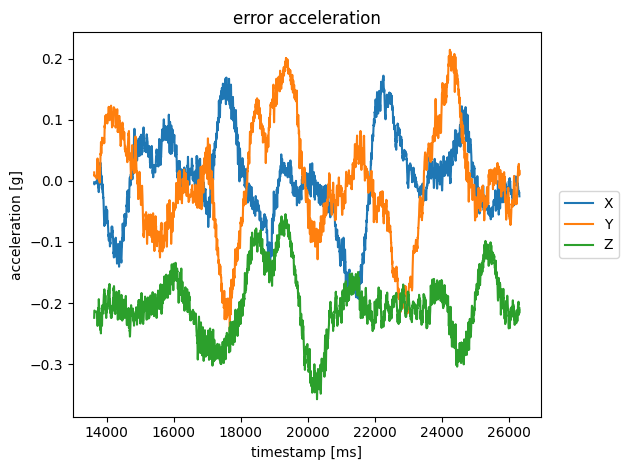 error acceleration
0.2
0.1
0.0
−0.1
−0.2
−0.3
acceleration [g]
14000 16000 18000 20000 22000 24000 26000
timestamp [ms]
X
Y
Z